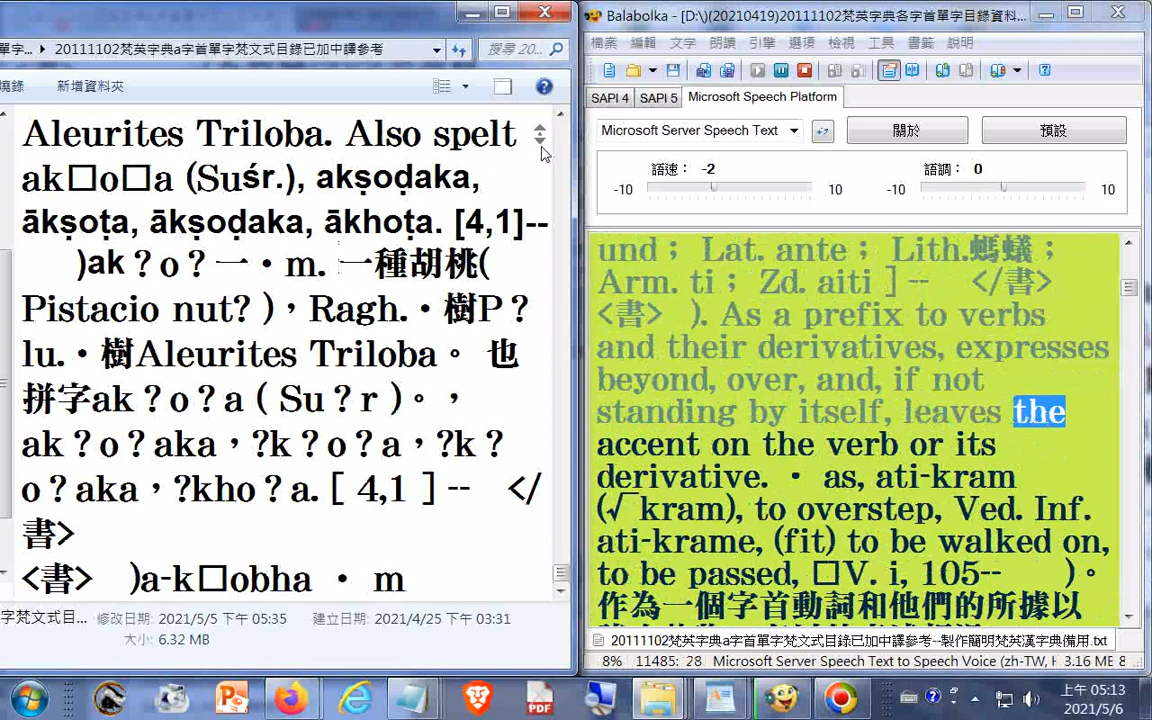 單字... ▸ 20111102梵英字典a字首單字梵文式目錄已加中譯參考
搜尋 20...
燒錄 新增資料夾
Aleurites Triloba. Also spelt
ak□o□a (Suśr.), akṣoḍaka,
ākṣoṭa, ākṣoḍaka, ākhoṭa. [4,1]--
)ak？o？一・m. 一種胡桃(
Pistacio nut? )，Ragh.・樹P？
lu.・樹Aleurites Triloba。 也
拼字ak？o？a ( Su？r )。，
ak？o？aka，?k？o？a，?k？
o？aka，?kho？a. [ 4,1 ] -- </
書>
<書> )a-k□obha ・ m
字梵文式目... 修改日期: 2021/5/5 下午 05:35 建立日期: 2021/4/25 下午 03:31
大小: 6.32 MB
Balabolka - [D:\)(20210419)20111102梵英字典各字首單字目錄資料...
檔案 編輯 文字 朗讀 引擎 選項 檢視 工具 書籤 說明
SAPI 4 SAPI 5 Microsoft Speech Platform
Microsoft Server Speech Text 關於 預設
語速: -2 語調: 0
-10 10 -10 10
und； Lat. ante； Lith.螞蟻；
Arm. ti； Zd. aiti ] -- </書>
<書> ). As a prefix to verbs
and their derivatives, expresses
beyond, over, and, if not
standing by itself, leaves the
accent on the verb or its
derivative. ・ as, ati-kram
(√kram), to overstep, Ved. Inf.
ati-krame, (fit) to be walked on,
to be passed, □V. i, 105-- )。
作為一個字首動詞和他們的所據以
20111102梵英字典a字首單字梵文式目錄已加中譯參考--製作簡明梵英漢字典備用.txt
8% 11485: 28 Microsoft Server Speech Text to Speech Voice (zh-TW, H 3.16 MB 8
PDF
上午 05:13
2021/5/6